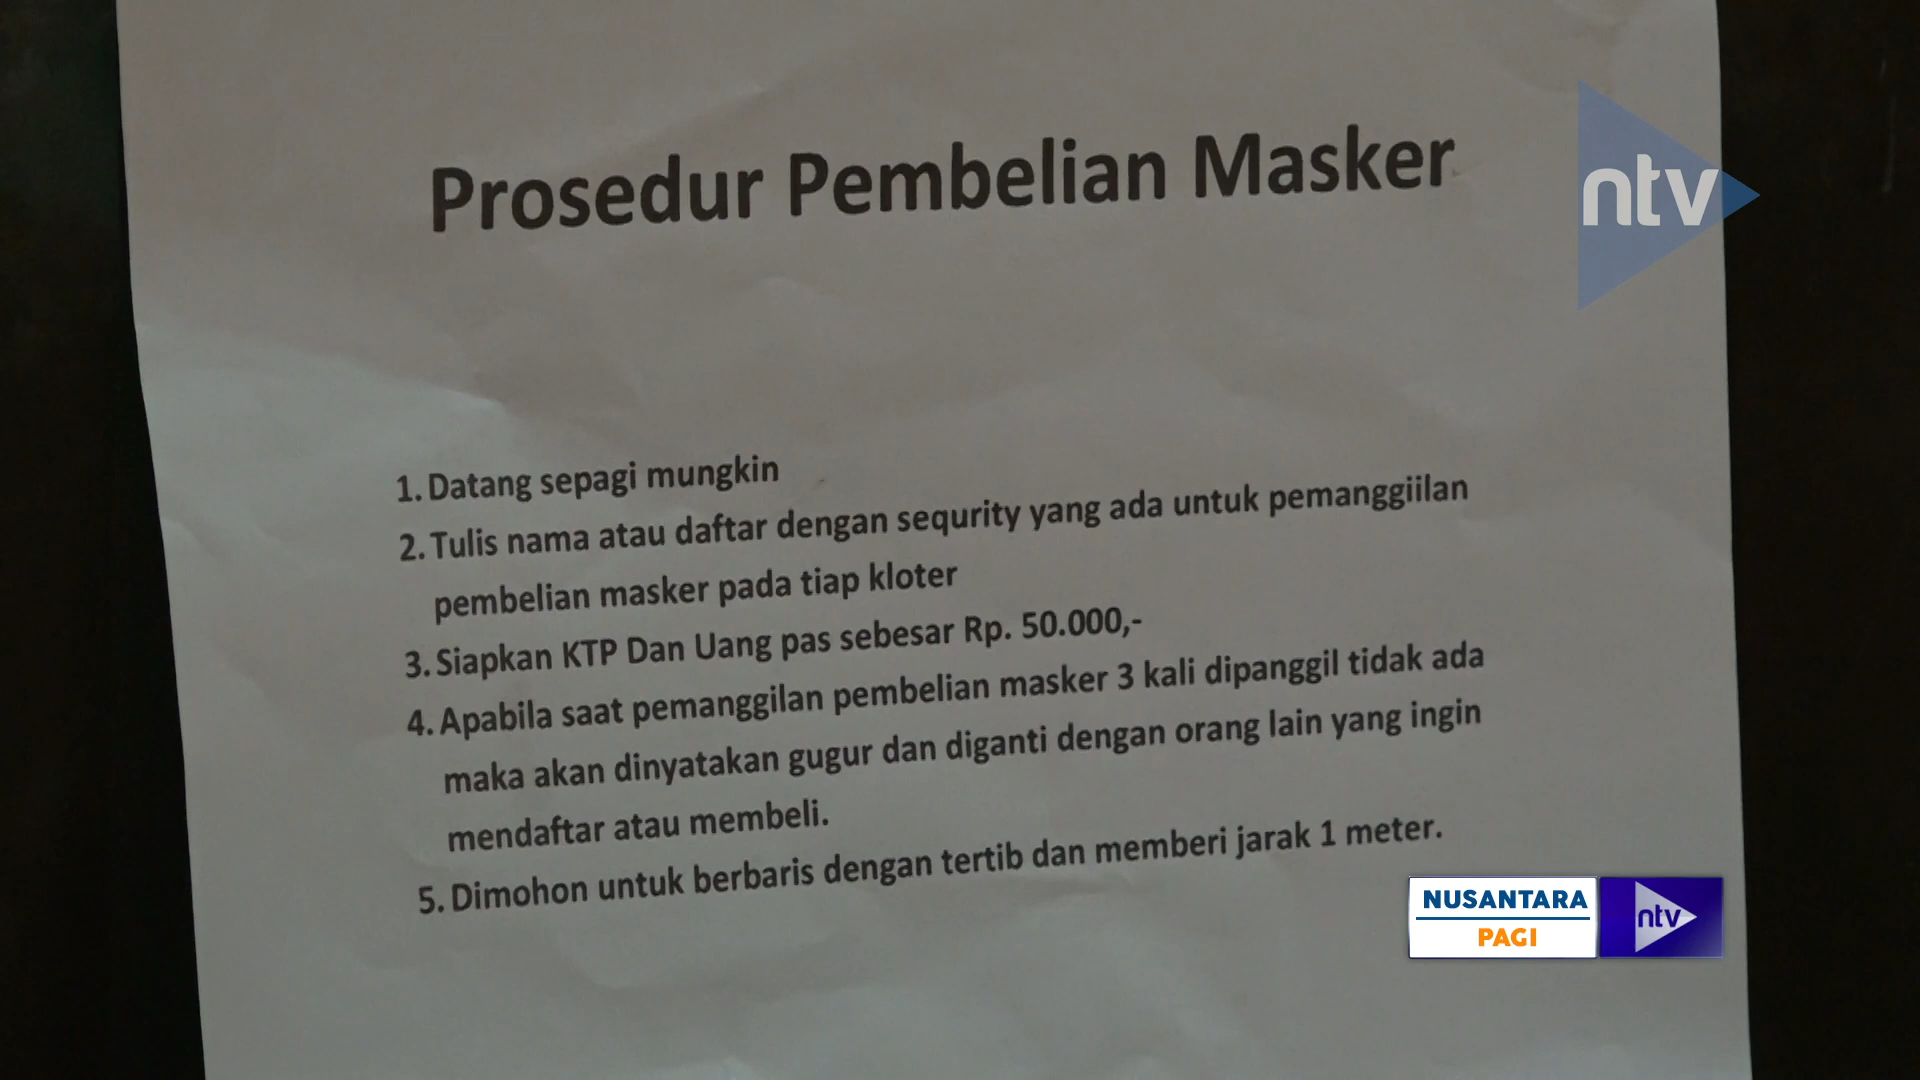 Prosedur Pembelian Masker
ntv
1. Datang sepagi mungkin
2. Tulis nama atau daftar dengan sequrity yang ada untuk pemanggiilan
pembelian masker pada tiap kloter
3. Siapkan KTP Dan Uang pas sebesar Rp. 50.000,-
4. Apabila saat pemanggilan pembelian masker 3 kali dipanggil tidak ada
maka akan dinyatakan gugur dan diganti dengan orang lain yang ingin
mendaftar atau membeli.
5. Dimohon untuk berbaris dengan tertib dan memberi jarak 1 meter.
NUSANTARA
PAGI
ntv